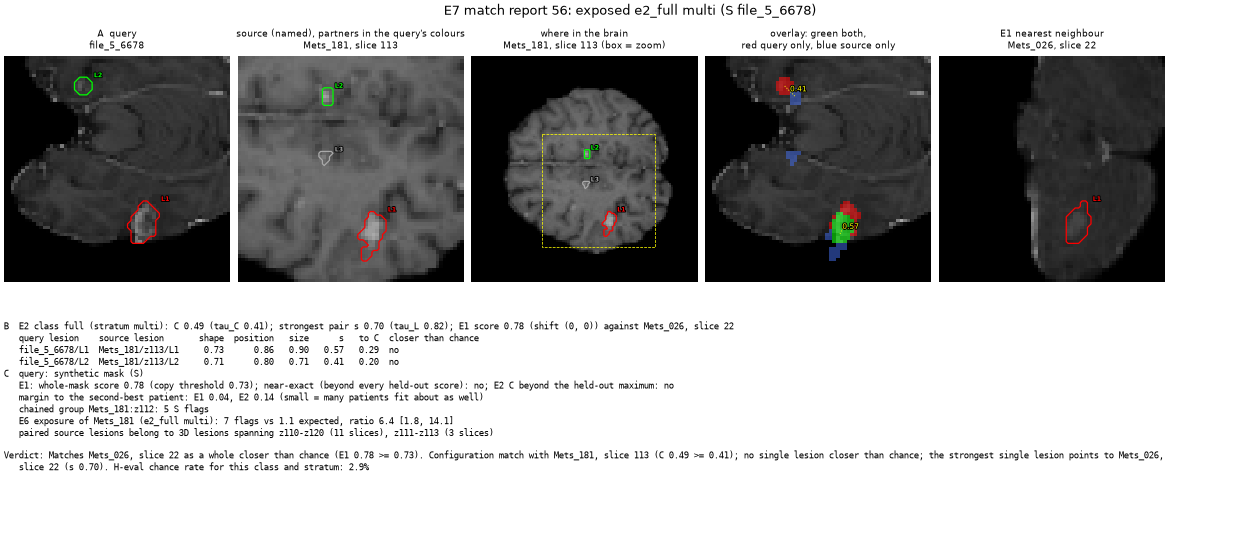 E7 match report 56: exposed e2_full multi (S file_5_6678)
A  query
file_5_6678
source (named), partners in the query's colours
Mets_181, slice 113
where in the brain
Mets_181, slice 113 (box = zoom)
overlay: green both,
red query only, blue source only
E1 nearest neighbour
Mets_026, slice 22
L2
L1
L2
L3
L1
L2
L3
L1
0.41
0.57
L1
B  E2 class full (stratum multi): C 0.49 (tau_C 0.41); strongest pair s 0.70 (tau_L 0.82); E1 score 0.78 (shift (0, 0)) against Mets_026, slice 22
query lesion  source lesion  shape  position  size  s  to C  closer than chance
file_5_6678/L1  Mets_181/z113/L1  0.73  0.86  0.90  0.57  0.29  no
file_5_6678/L2  Mets_181/z113/L2  0.71  0.80  0.71  0.41  0.20  no
C  query: synthetic mask (S)
E1: whole-mask score 0.78 (copy threshold 0.73); near-exact (beyond every held-out score): no; E2 C beyond the held-out maximum: no
margin to the second-best patient: E1 0.04, E2 0.14 (small = many patients fit about as well)
chained group Mets_181:z112: 5 S flags
E6 exposure of Mets_181 (e2_full multi): 7 flags vs 1.1 expected, ratio 6.4 [1.8, 14.1]
paired source lesions belong to 3D lesions spanning z110-z120 (11 slices), z111-z113 (3 slices)
Verdict: Matches Mets_026, slice 22 as a whole closer than chance (E1 0.78 >= 0.73). Configuration match with Mets_181, slice 113 (C 0.49 >= 0.41); no single lesion closer than chance; the strongest single lesion points to Mets_026,
slice 22 (s 0.70). H-eval chance rate for this class and stratum: 2.9%